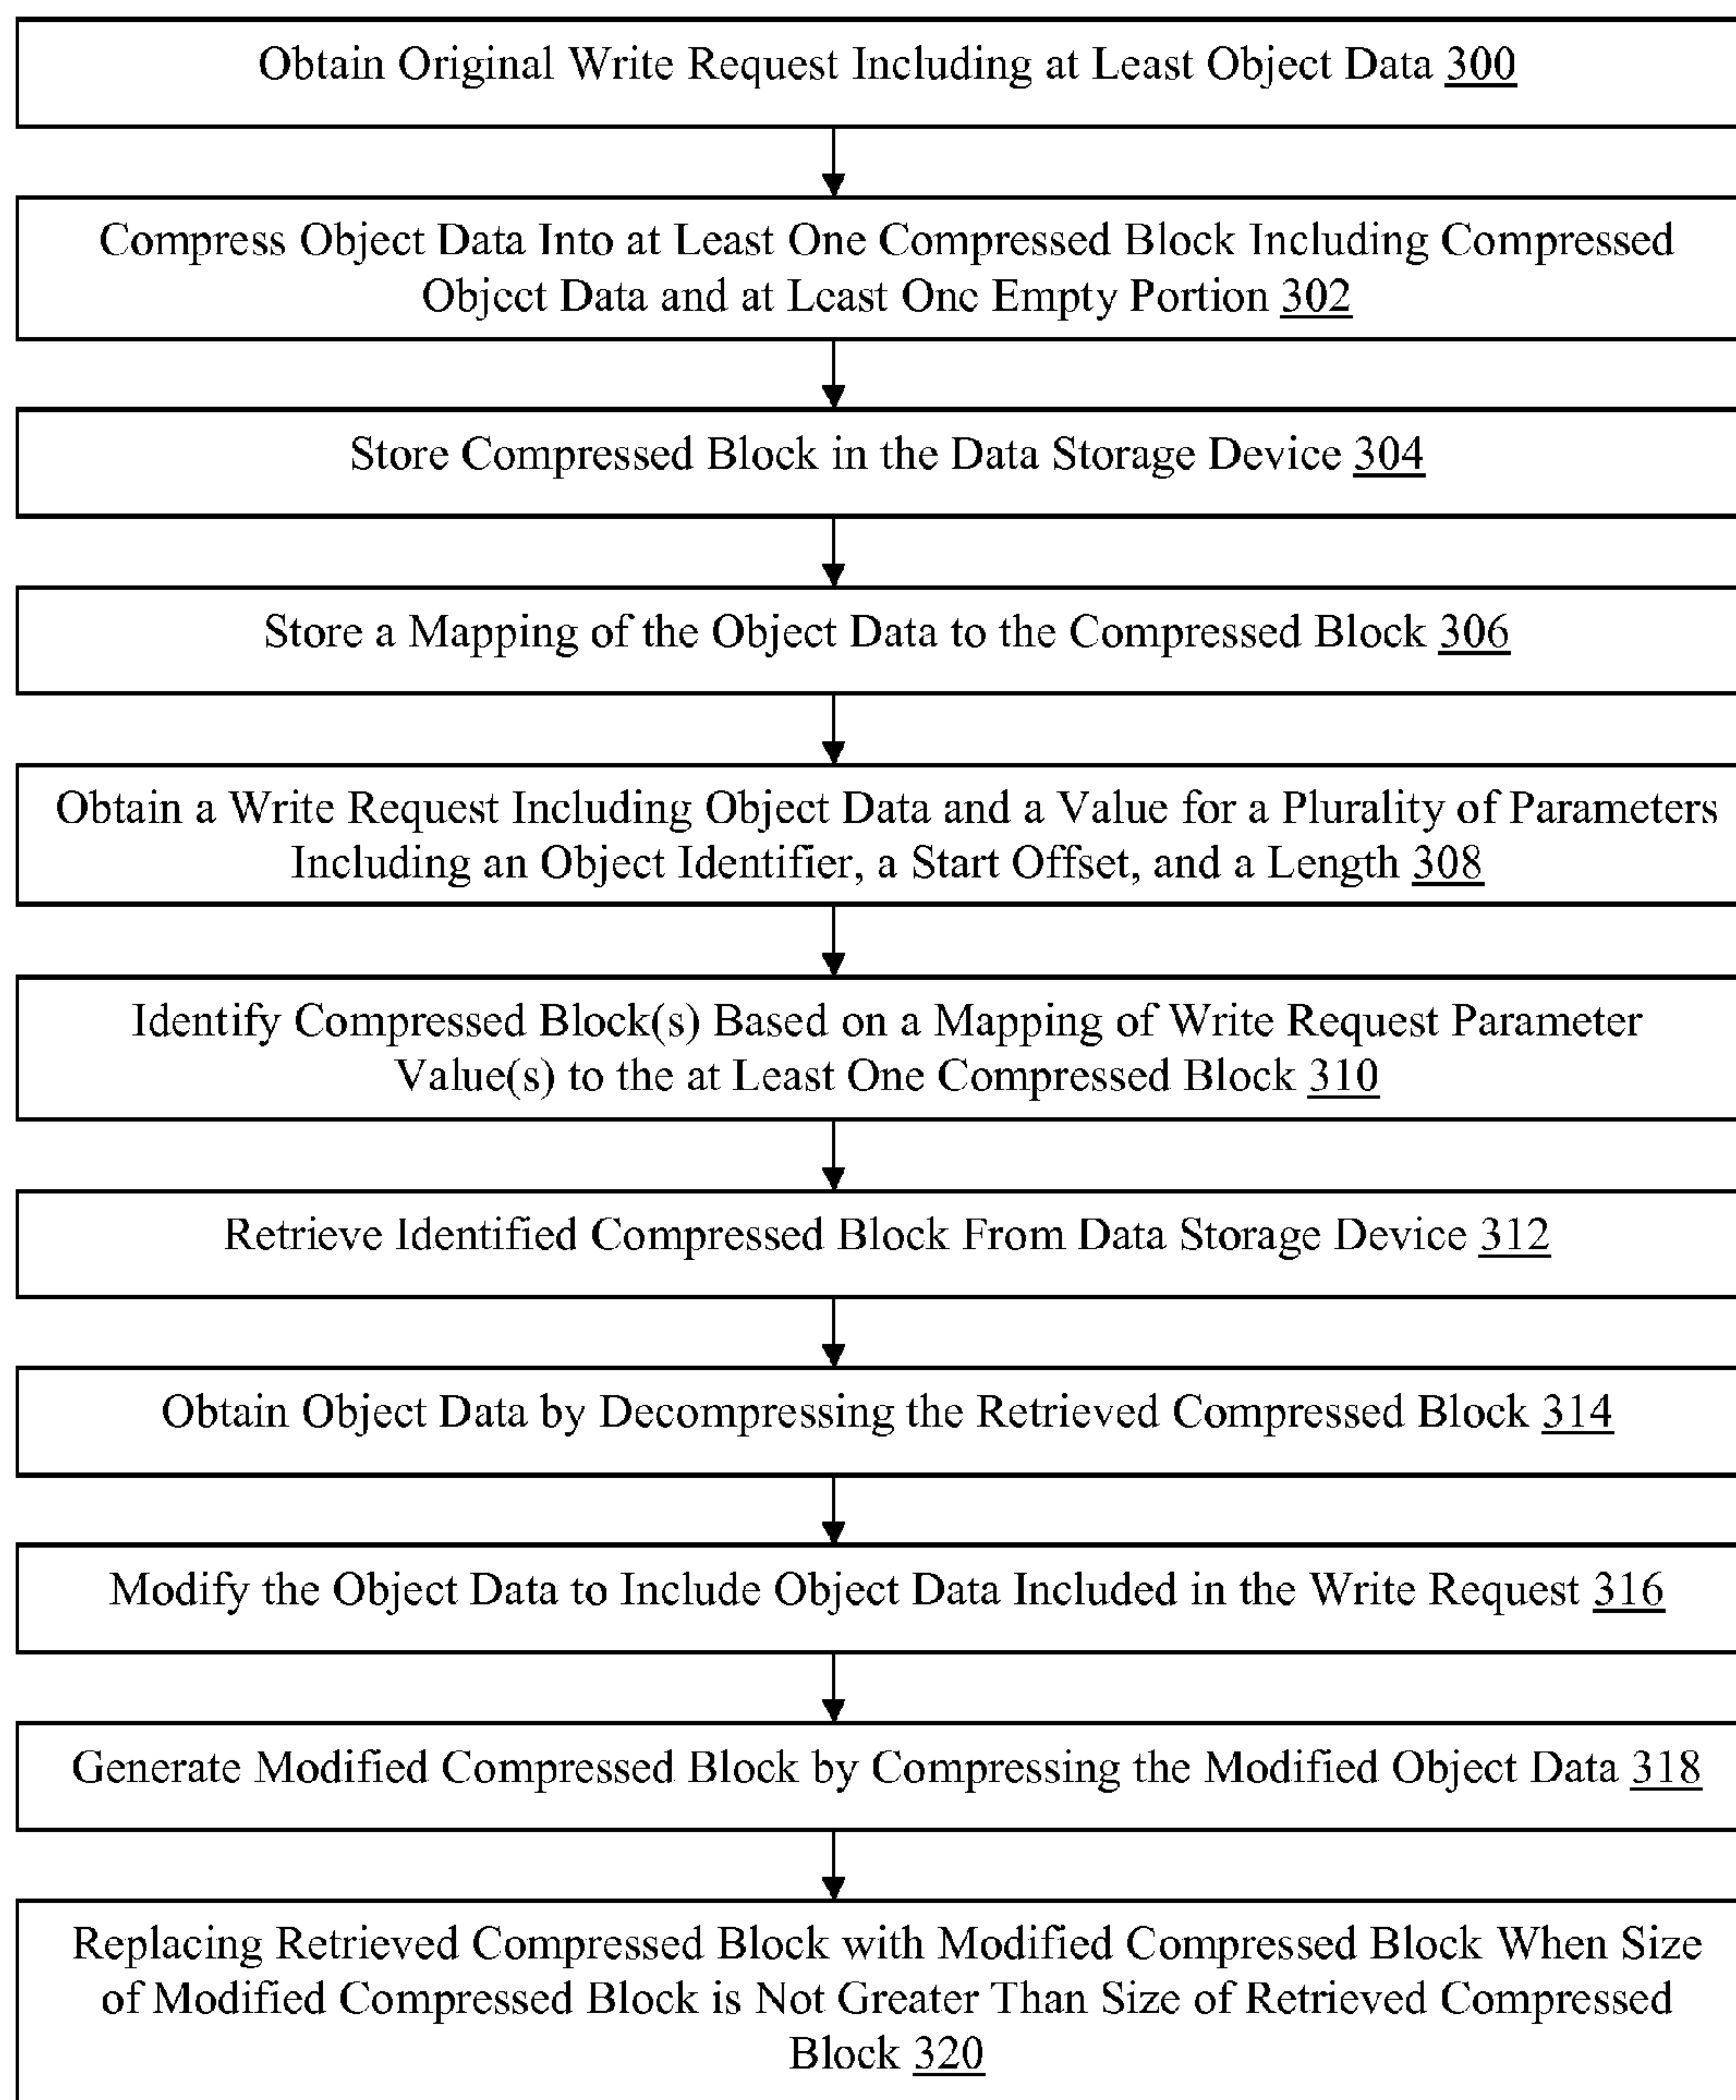 Obtain Original Write Request Including at Least Object Data 300
Compress Object Data Into at Least One Compressed Block Including Compressed
Object Data and at Least One Empty Portion 302
Store Compressed Block in the Data Storage Device 304
Store a Mapping of the Object Data to the Compressed Block 306
Obtain a Write Request Including Object Data and a Value for a Plurality of Parameters
Including an Object Identifier, a Start Offset, and a Length 308
Identify Compressed Block(s) Based on a Mapping of Write Request Parameter
Value(s) to the at Least One Compressed Block 310
Retrieve Identified Compressed Block From Data Storage Device 312
Obtain Object Data by Decompressing the Retrieved Compressed Block 314
Modify the Object Data to Include Object Data Included in the Write Request 316
Generate Modified Compressed Block by Compressing the Modified Object Data 318
Replacing Retrieved Compressed Block with Modified Compressed Block When Size
of Modified Compressed Block is Not Greater Than Size of Retrieved Compressed
Block 320